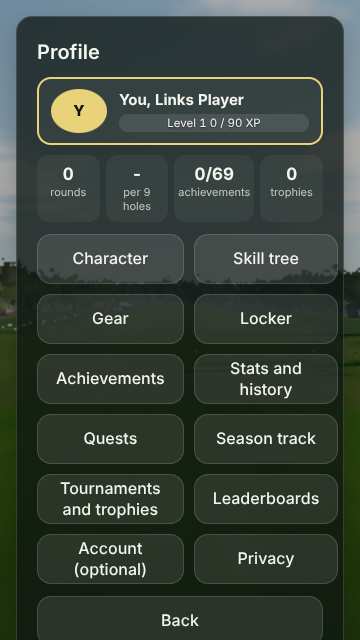 Profile
Y
You, Links Player
Level 1 0 / 90 XP
0
rounds
-
per 9
holes
0/69
achievements
0
trophies
Character
Skill tree
Gear
Locker
Achievements
Stats and
history
Quests
Season track
Tournaments
and trophies
Leaderboards
Account
(optional)
Privacy
Back